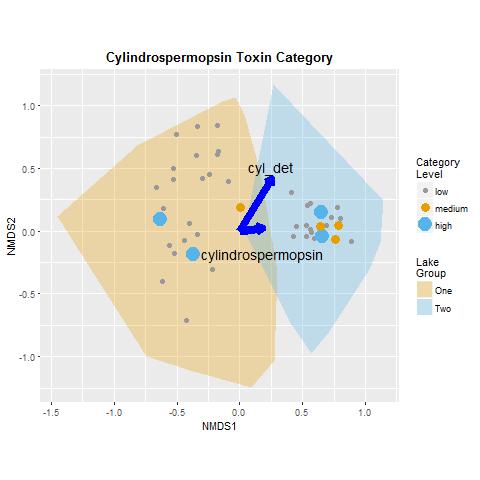 Cylindrospermopsin Toxin Category
1.0
0.5
0.0
-0.5
-1.0
NMDS2
cyl_det
cylindrospermopsin
-1.5
-1.0
-0.5
0.0
0.5
1.0
NMDS1
Category
Level
low
medium
high
Lake
Group
One
Two